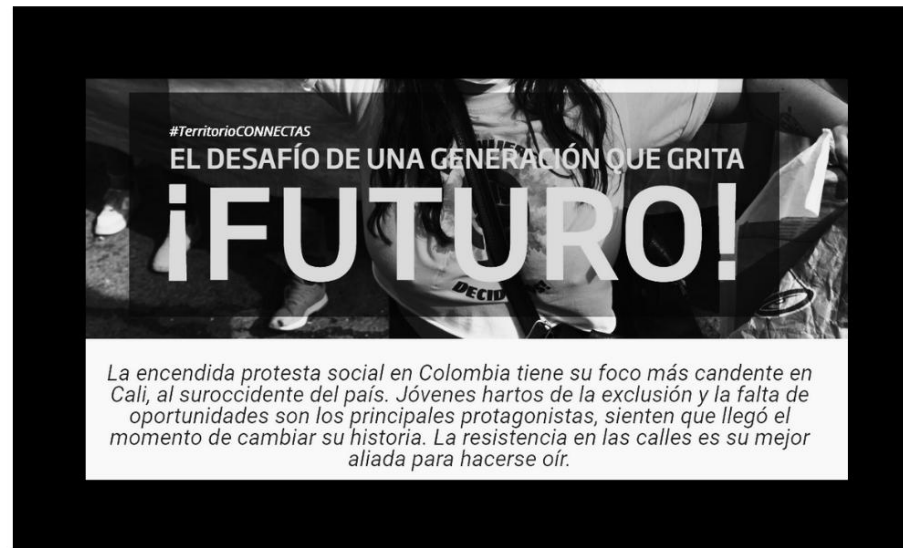 #TerritorioCONNECTAS
EL DESAFÍO DE UNA GENERACIÓN QUE GRITA
¡FUTURO!
La encendida protesta social en Colombia tiene su foco más candente en
Cali, al suroccidente del país. Jóvenes hartos de la exclusión y la falta de
oportunidades son los principales protagonistas, sienten que llegó el
momento de cambiar su historia. La resistencia en las calles es su mejor
aliada para hacerse oír.